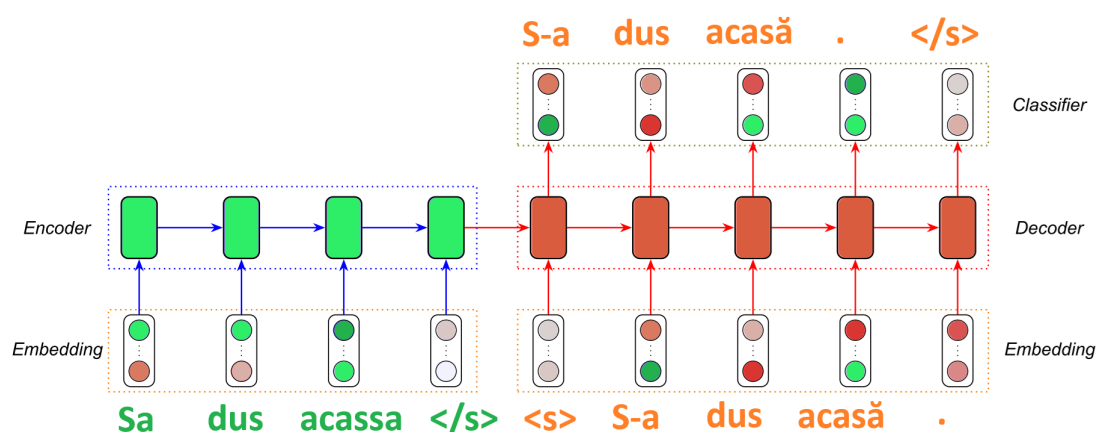 S-a dus acasă . </s>
Classifier
Encoder
Decoder
Embedding
Embedding
Sa dus acassa </s> <s> S-a dus acasă .